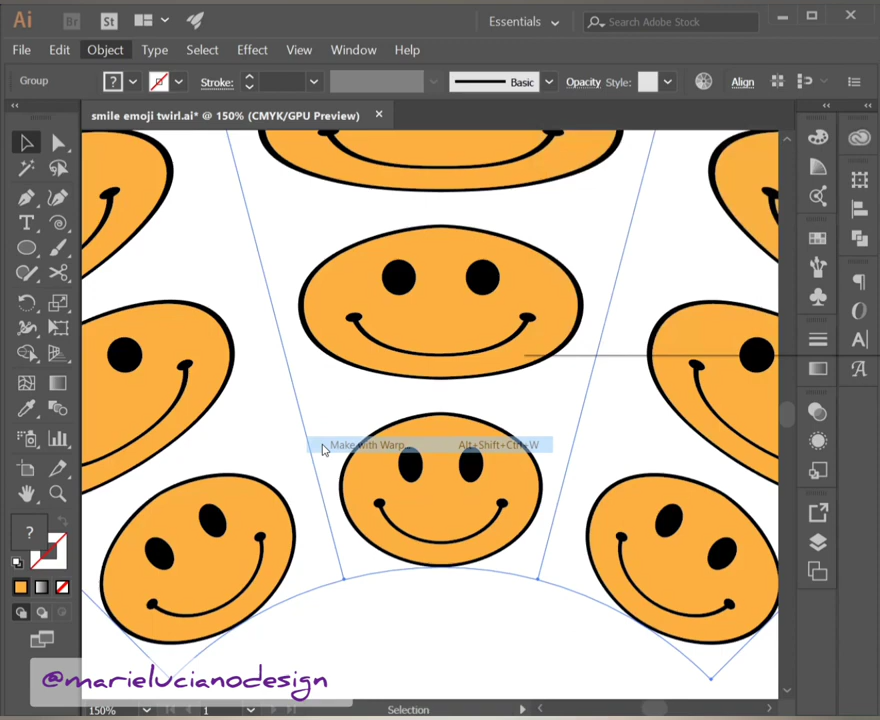 Ai Br St Essentials Search Adobe Stock
File Edit Object Type Select Effect View Window Help
Group ? Stroke: Basic Opacity Style: Align
smile emoji twirl.ai* @ 150% (CMYK/GPU Preview)
Make with Warp... Alt+Shift+Ctrl+W
?
@marielucianodesign
150% 1 Selection